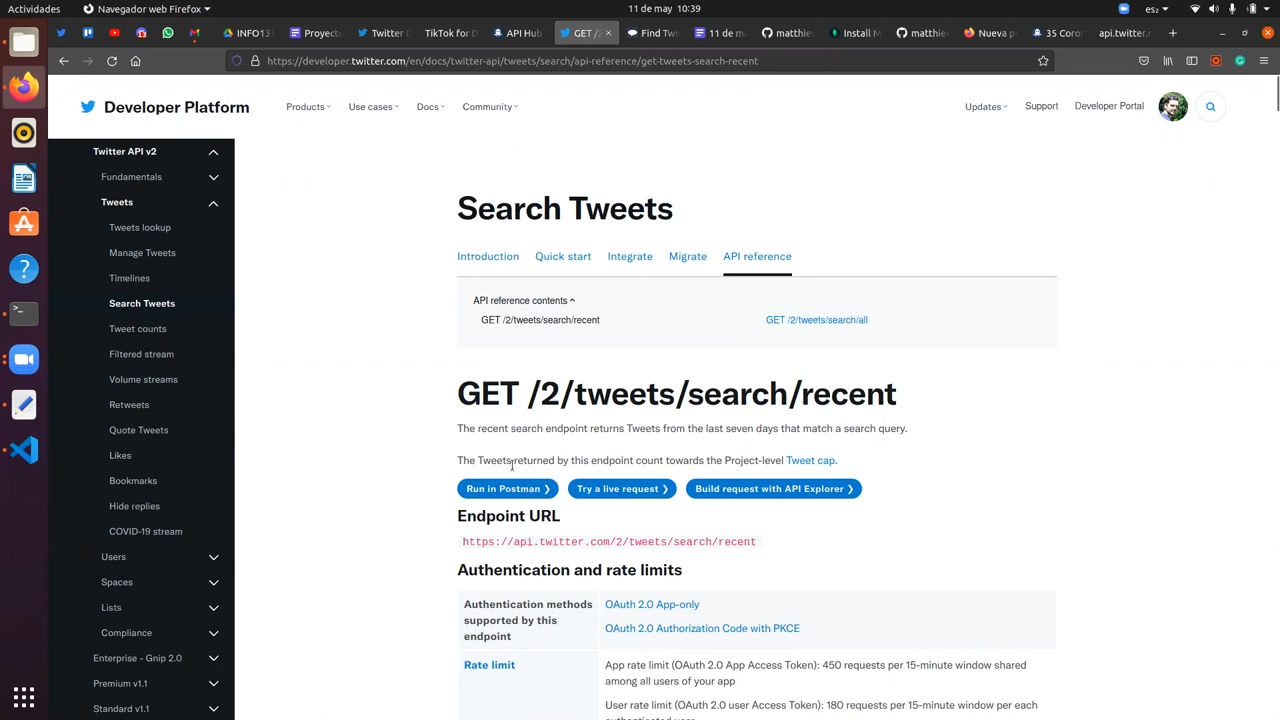 Actividades
Navegador web Firefox
11 de may 10:39
es₂
INFO13
Proyect
Twitter D
TikTok for D
API Hub
GET /2
Find Twi
11 de m
matthie
Install M
matthieu
Nueva p
35 Coron
api.twitter.r
https://developer.twitter.com/en/docs/twitter-api/tweets/search/api-reference/get-tweets-search-recent
Developer Platform
Products
Use cases
Docs
Community
Updates
Support
Developer Portal
Twitter API v2
Fundamentals
Tweets
Tweets lookup
Manage Tweets
Timelines
Search Tweets
Tweet counts
Filtered stream
Volume streams
Retweets
Quote Tweets
Likes
Bookmarks
Hide replies
COVID-19 stream
Users
Spaces
Lists
Compliance
Enterprise - Gnip 2.0
Premium v1.1
Standard v1.1
Search Tweets
Introduction
Quick start
Integrate
Migrate
API reference
API reference contents
GET /2/tweets/search/recent
GET /2/tweets/search/all
GET /2/tweets/search/recent
The recent search endpoint returns Tweets from the last seven days that match a search query.
The Tweets returned by this endpoint count towards the Project-level Tweet cap.
Run in Postman ❯
Try a live request ❯
Build request with API Explorer ❯
Endpoint URL
https://api.twitter.com/2/tweets/search/recent
Authentication and rate limits
Authentication methods
supported by this
endpoint
OAuth 2.0 App-only
OAuth 2.0 Authorization Code with PKCE
Rate limit
App rate limit (OAuth 2.0 App Access Token): 450 requests per 15-minute window shared
among all users of your app
User rate limit (OAuth 2.0 user Access Token): 180 requests per 15-minute window per each